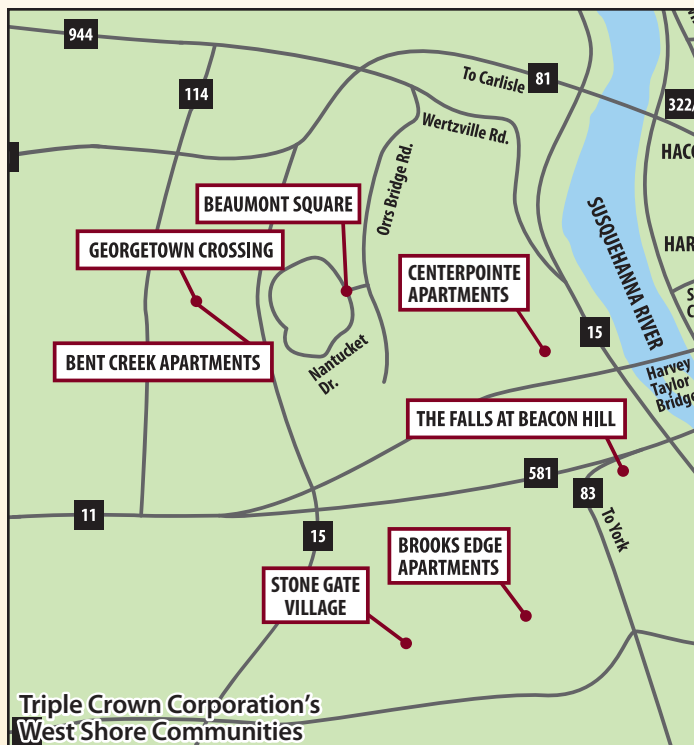 944
114
To Carlisle
81
322/
Wertzville Rd.
HACO
Orrs Bridge Rd.
BEAUMONT SQUARE
SUSQUEHANNA RIVER
GEORGETOWN CROSSING
HAR
CENTERPOINTE
APARTMENTS
15
BENT CREEK APARTMENTS
Nantucket
Dr.
Harvey
Taylor
Bridge
THE FALLS AT BEACON HILL
581
83
11
To York
15
BROOKS EDGE
APARTMENTS
STONE GATE
VILLAGE
Triple Crown Corporation's
West Shore Communities